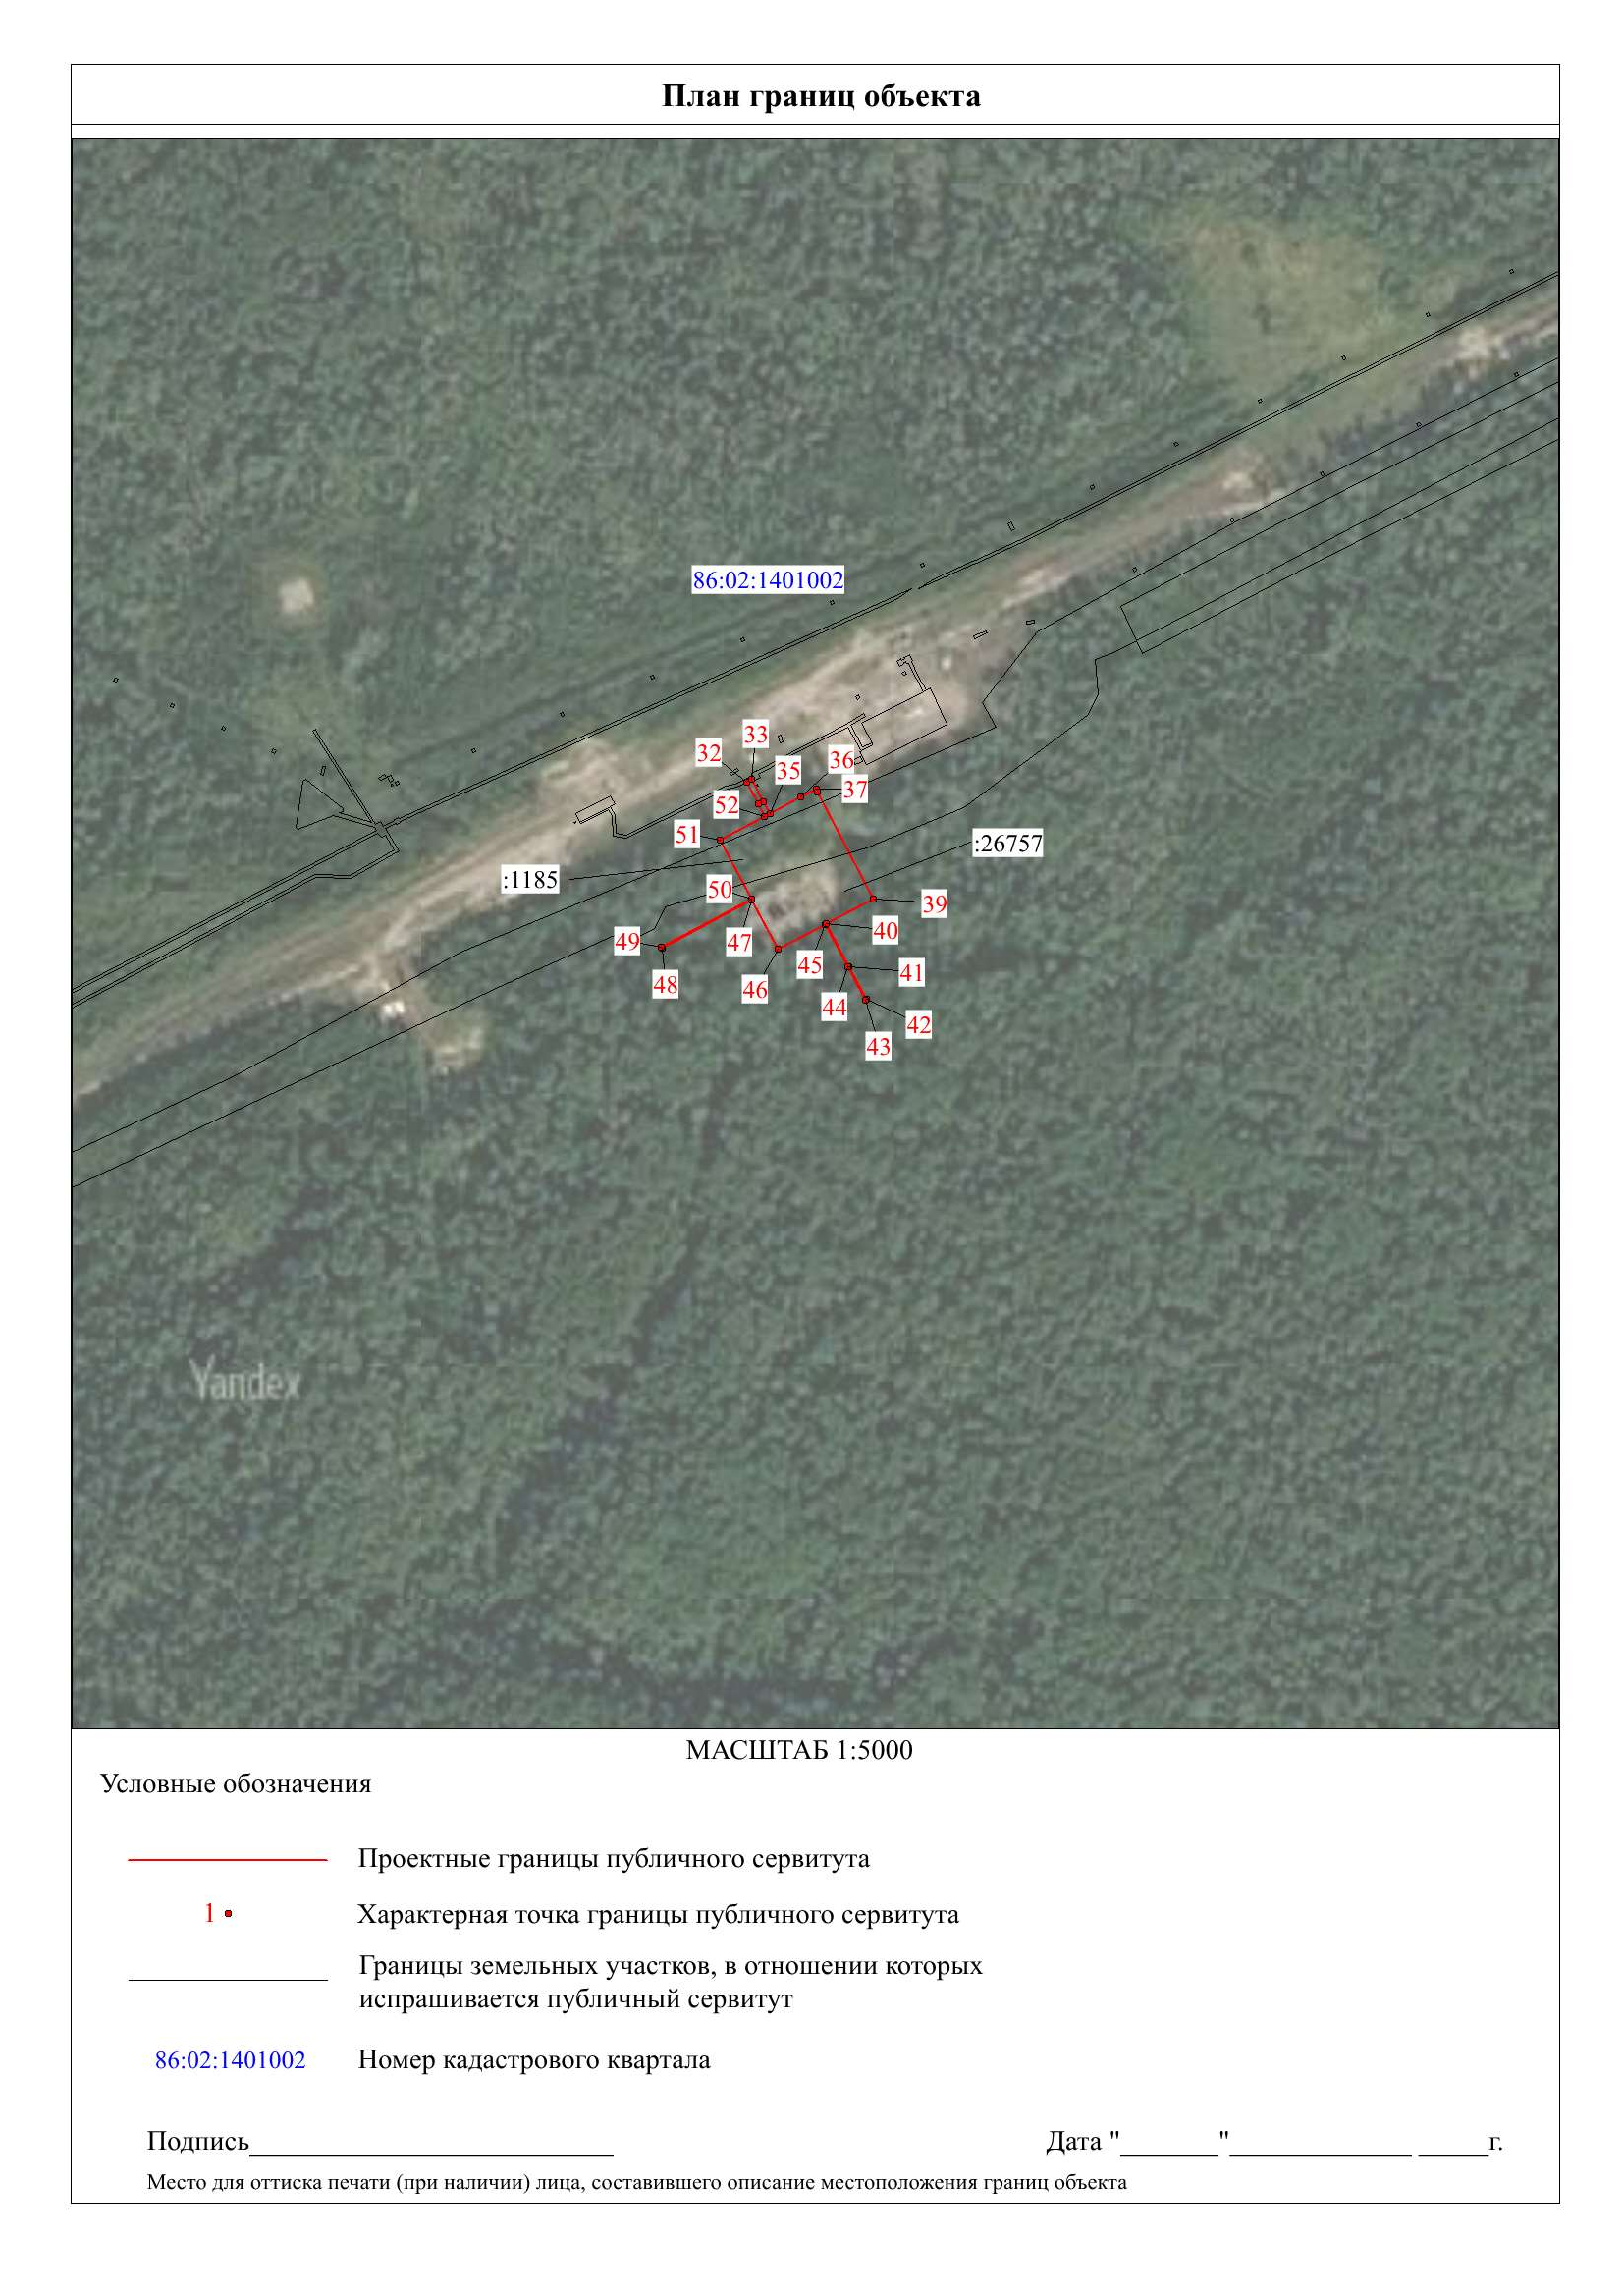 План границ объекта
86:02:1401002
33
32
36
35
37
52
51
:26757
:1185
50
39
40
49
47
45
41
48
46
44
42
43
Yandex
МАСШТАБ 1:5000
Условные обозначения
Проектные границы публичного сервитута
1
Характерная точка границы публичного сервитута
Границы земельных участков, в отношении которых
испрашивается публичный сервитут
86:02:1401002 Номер кадастрового квартала
Подпись__________________________ Дата "_______"_____________ _____г.
Место для оттиска печати (при наличии) лица, составившего описание местоположения границ объекта